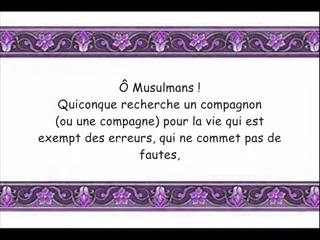 Ô Musulmans !
Quiconque recherche un compagnon
(ou une compagne) pour la vie qui est
exempt des erreurs, qui ne commet pas de
fautes,